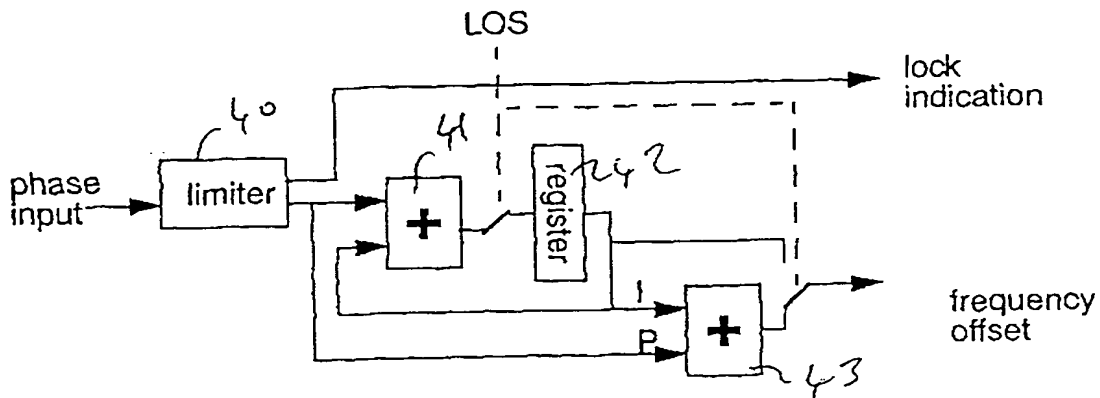 LOS
lock
indication
40
41
phase
input
limiter
+
register
42
I
P
+
frequency
offset
43